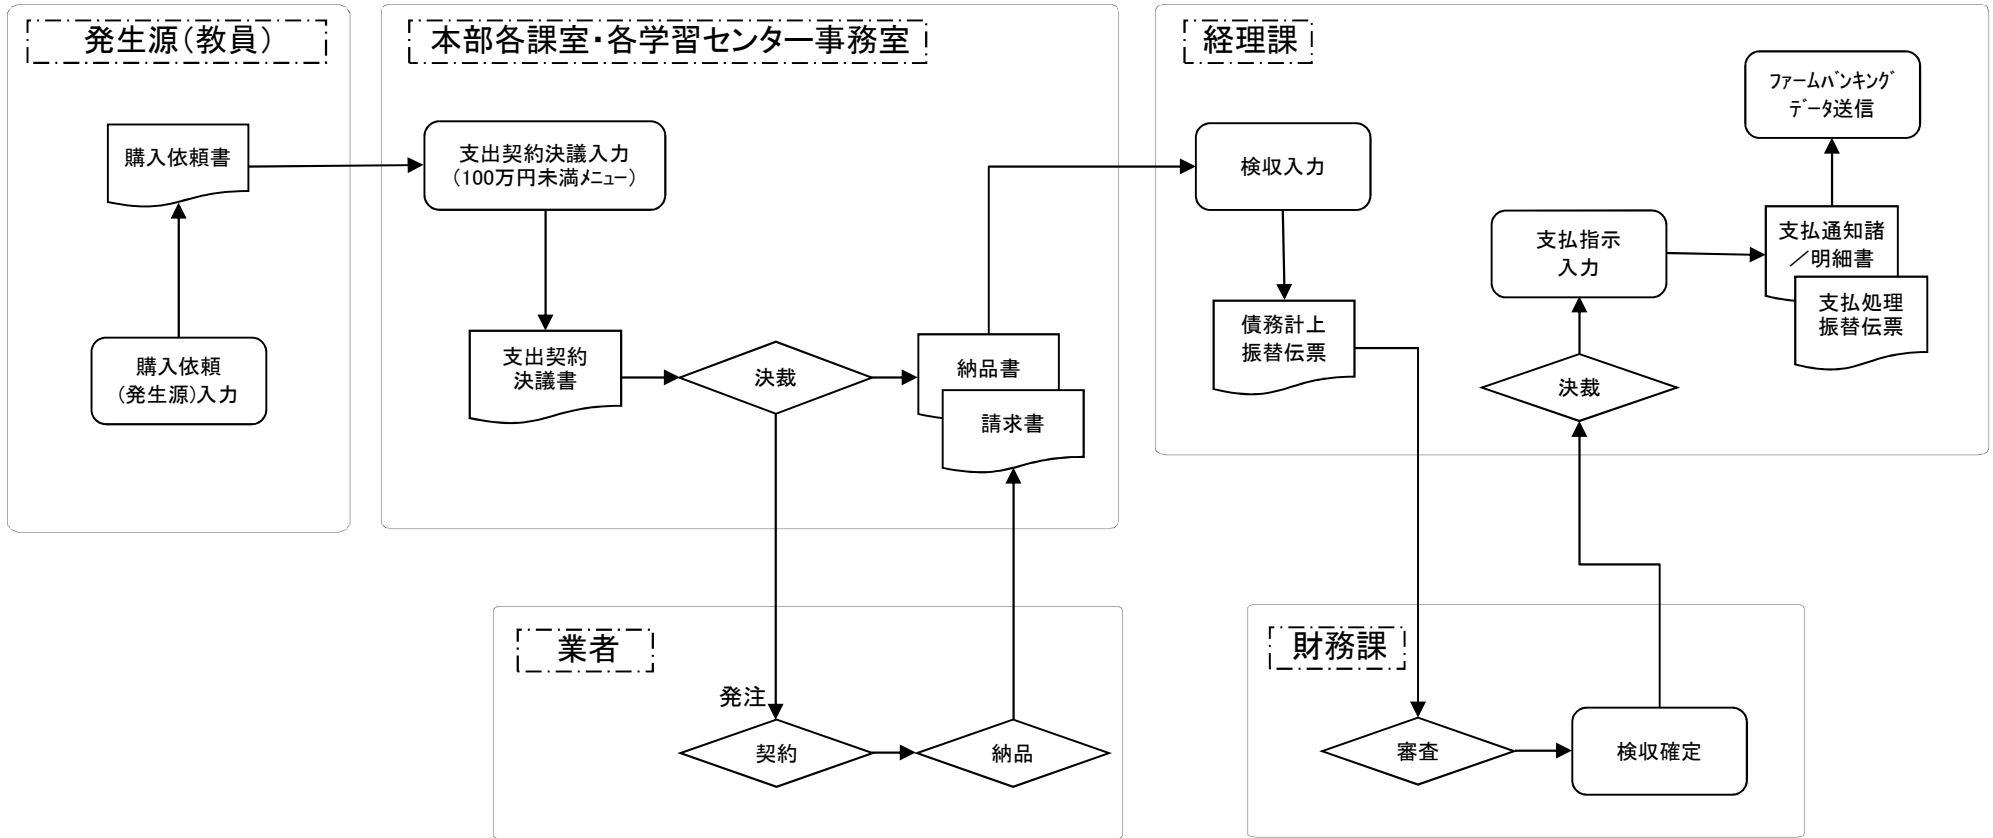 発生源（教員）
購入依頼書
購入依頼
（発生源）入力
本部各課室・各学習センター事務室
支出契約決議入力
（100万円未満ﾒﾆｭｰ）
支出契約
決議書
決裁
納品書
請求書
経理課
検収入力
債務計上
振替伝票
ﾌｧｰﾑﾊﾞﾝｷﾝｸﾞ
ﾃﾞｰﾀ送信
支払指示
入力
支払通知諸
／明細書
支払処理
振替伝票
決裁
業者
発注
契約
納品
財務課
審査
検収確定